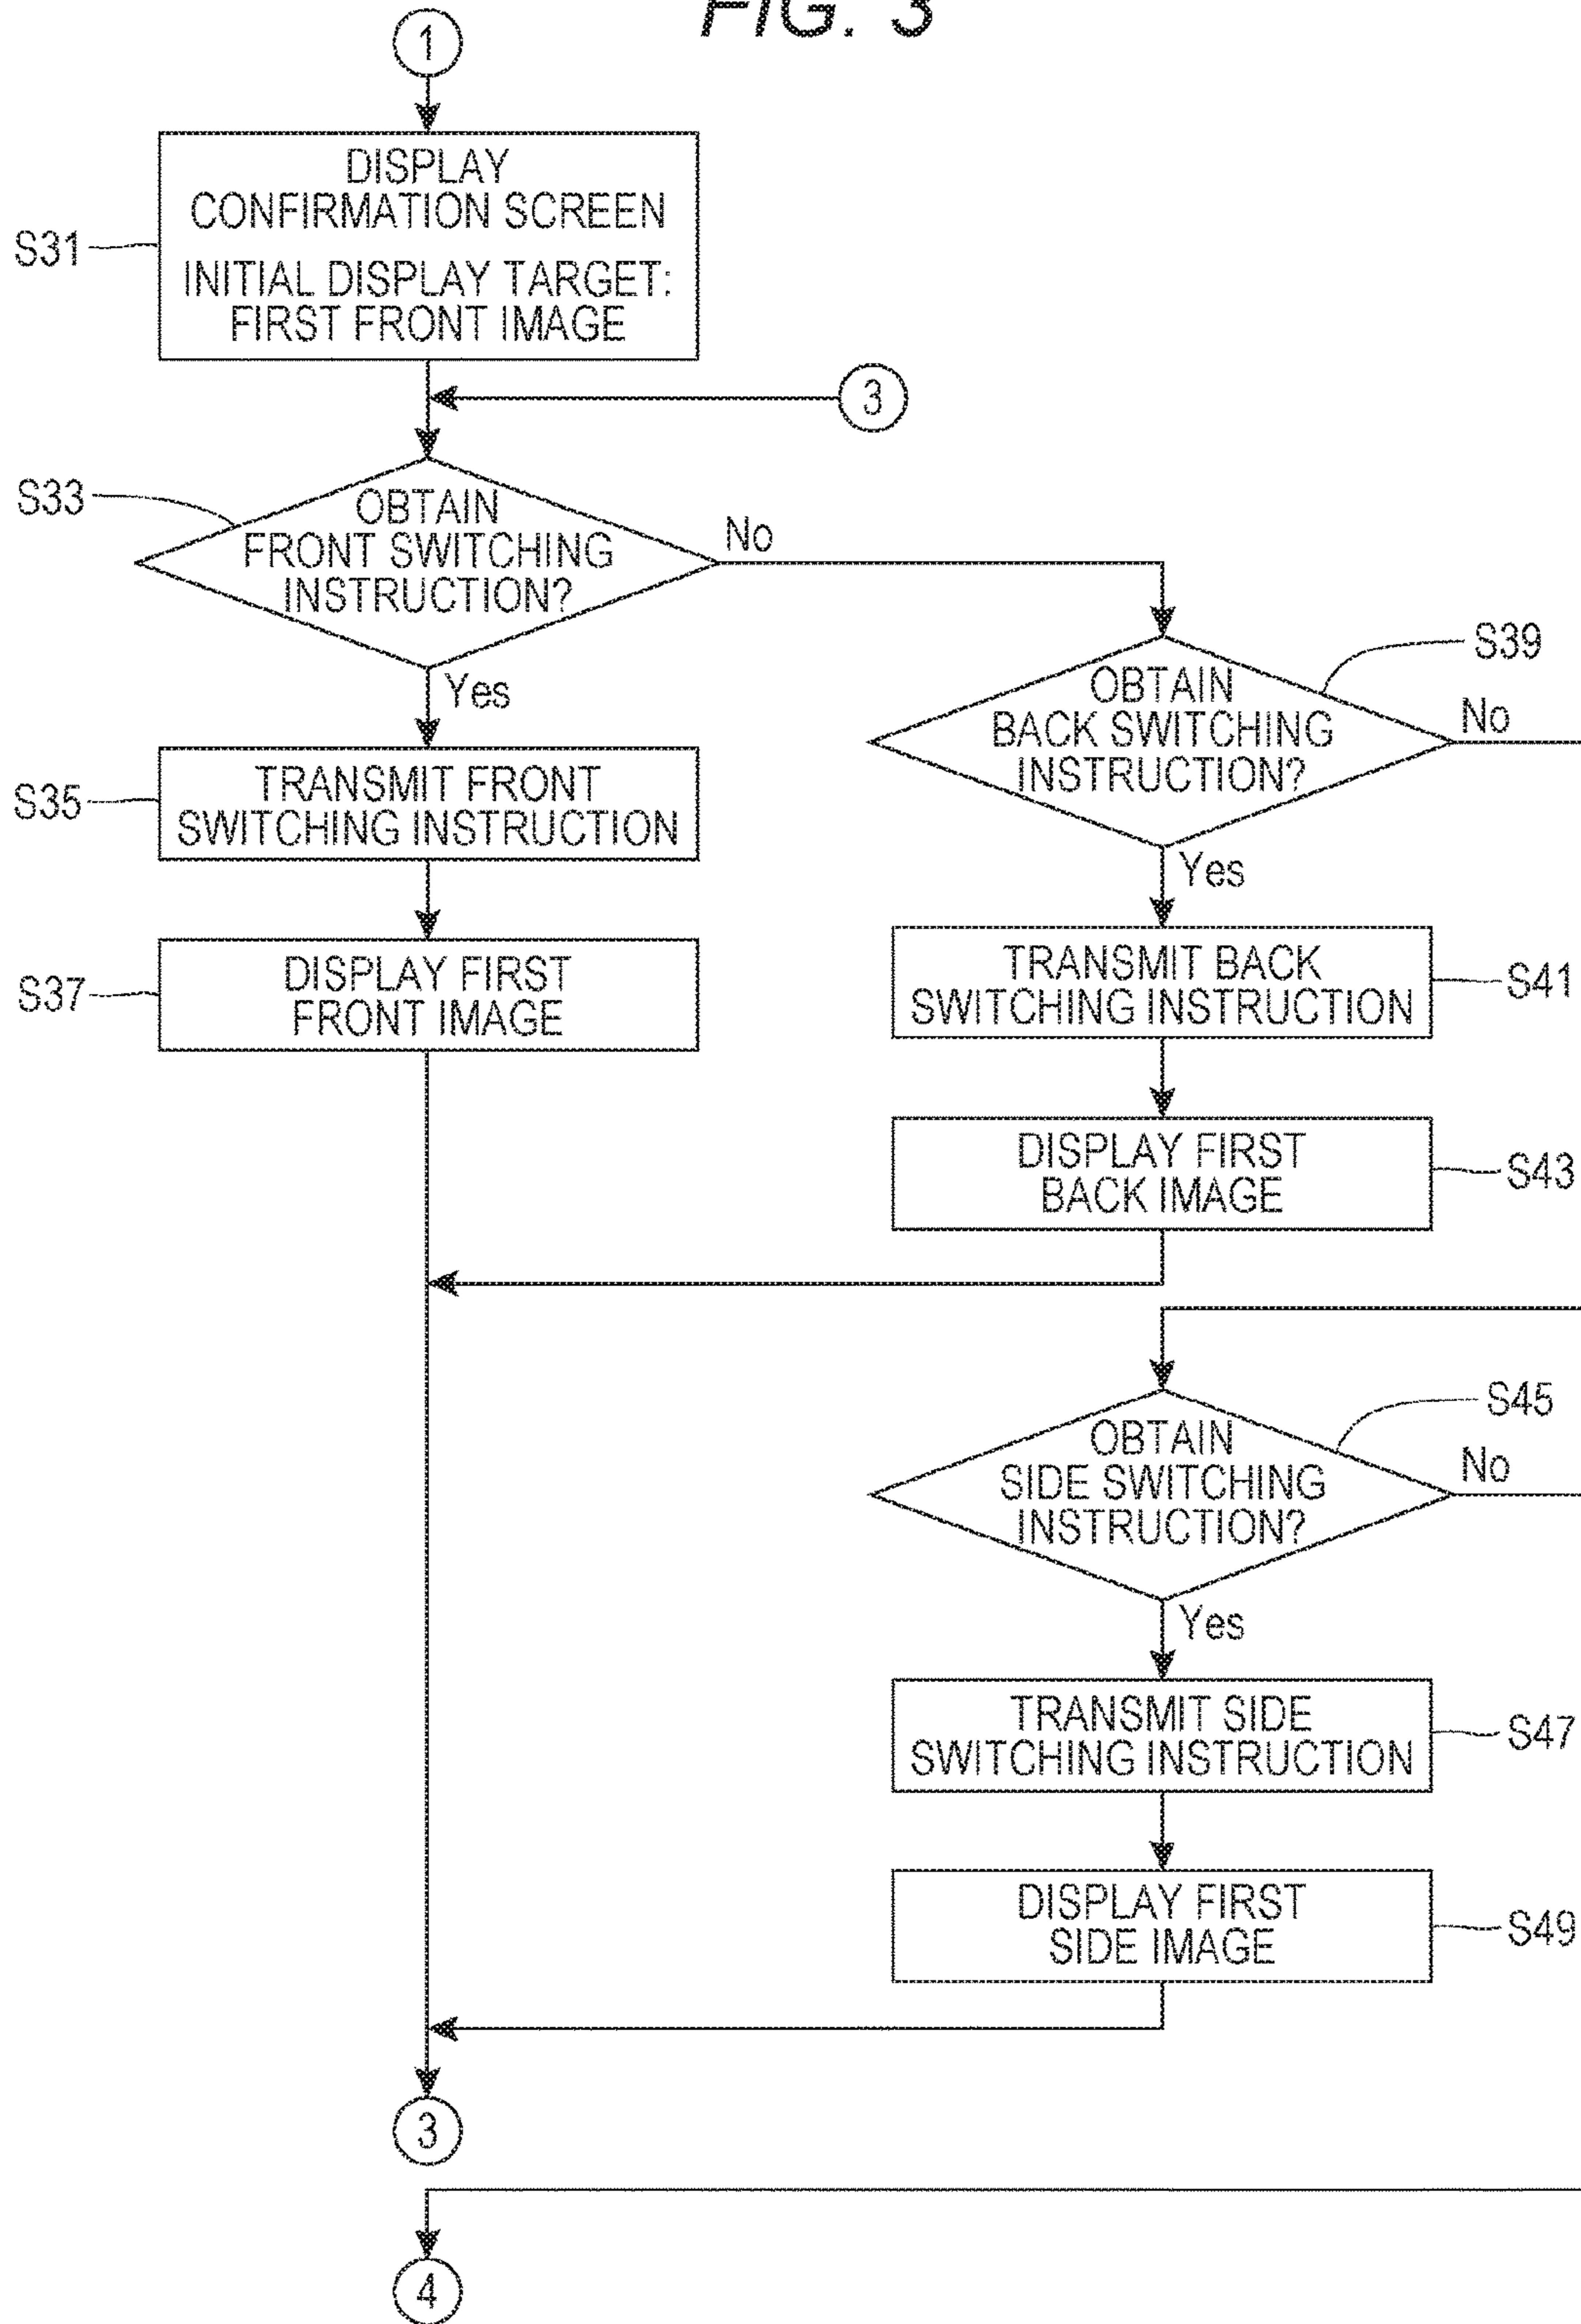 FIG. 3
1
DISPLAY
CONFIRMATION SCREEN
INITIAL DISPLAY TARGET:
FIRST FRONT IMAGE
S31
3
S33
OBTAIN
FRONT SWITCHING
INSTRUCTION?
No
Yes
S35
TRANSMIT FRONT
SWITCHING INSTRUCTION
S37
DISPLAY FIRST
FRONT IMAGE
S39
OBTAIN
BACK SWITCHING
INSTRUCTION?
No
Yes
TRANSMIT BACK
SWITCHING INSTRUCTION
S41
DISPLAY FIRST
BACK IMAGE
S43
S45
OBTAIN
SIDE SWITCHING
INSTRUCTION?
No
Yes
TRANSMIT SIDE
SWITCHING INSTRUCTION
S47
DISPLAY FIRST
SIDE IMAGE
S49
3
4